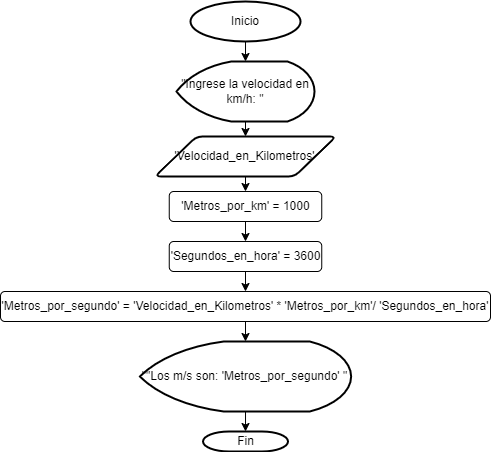 Inicio
"Ingrese la velocidad en
km/h: "
'Velocidad_en_Kilometros'
'Metros_por_km' = 1000
'Segundos_en_hora' = 3600
'Metros_por_segundo' = 'Velocidad_en_Kilometros' * 'Metros_por_km'/ 'Segundos_en_hora'
"Los m/s son: 'Metros_por_segundo' "
Fin